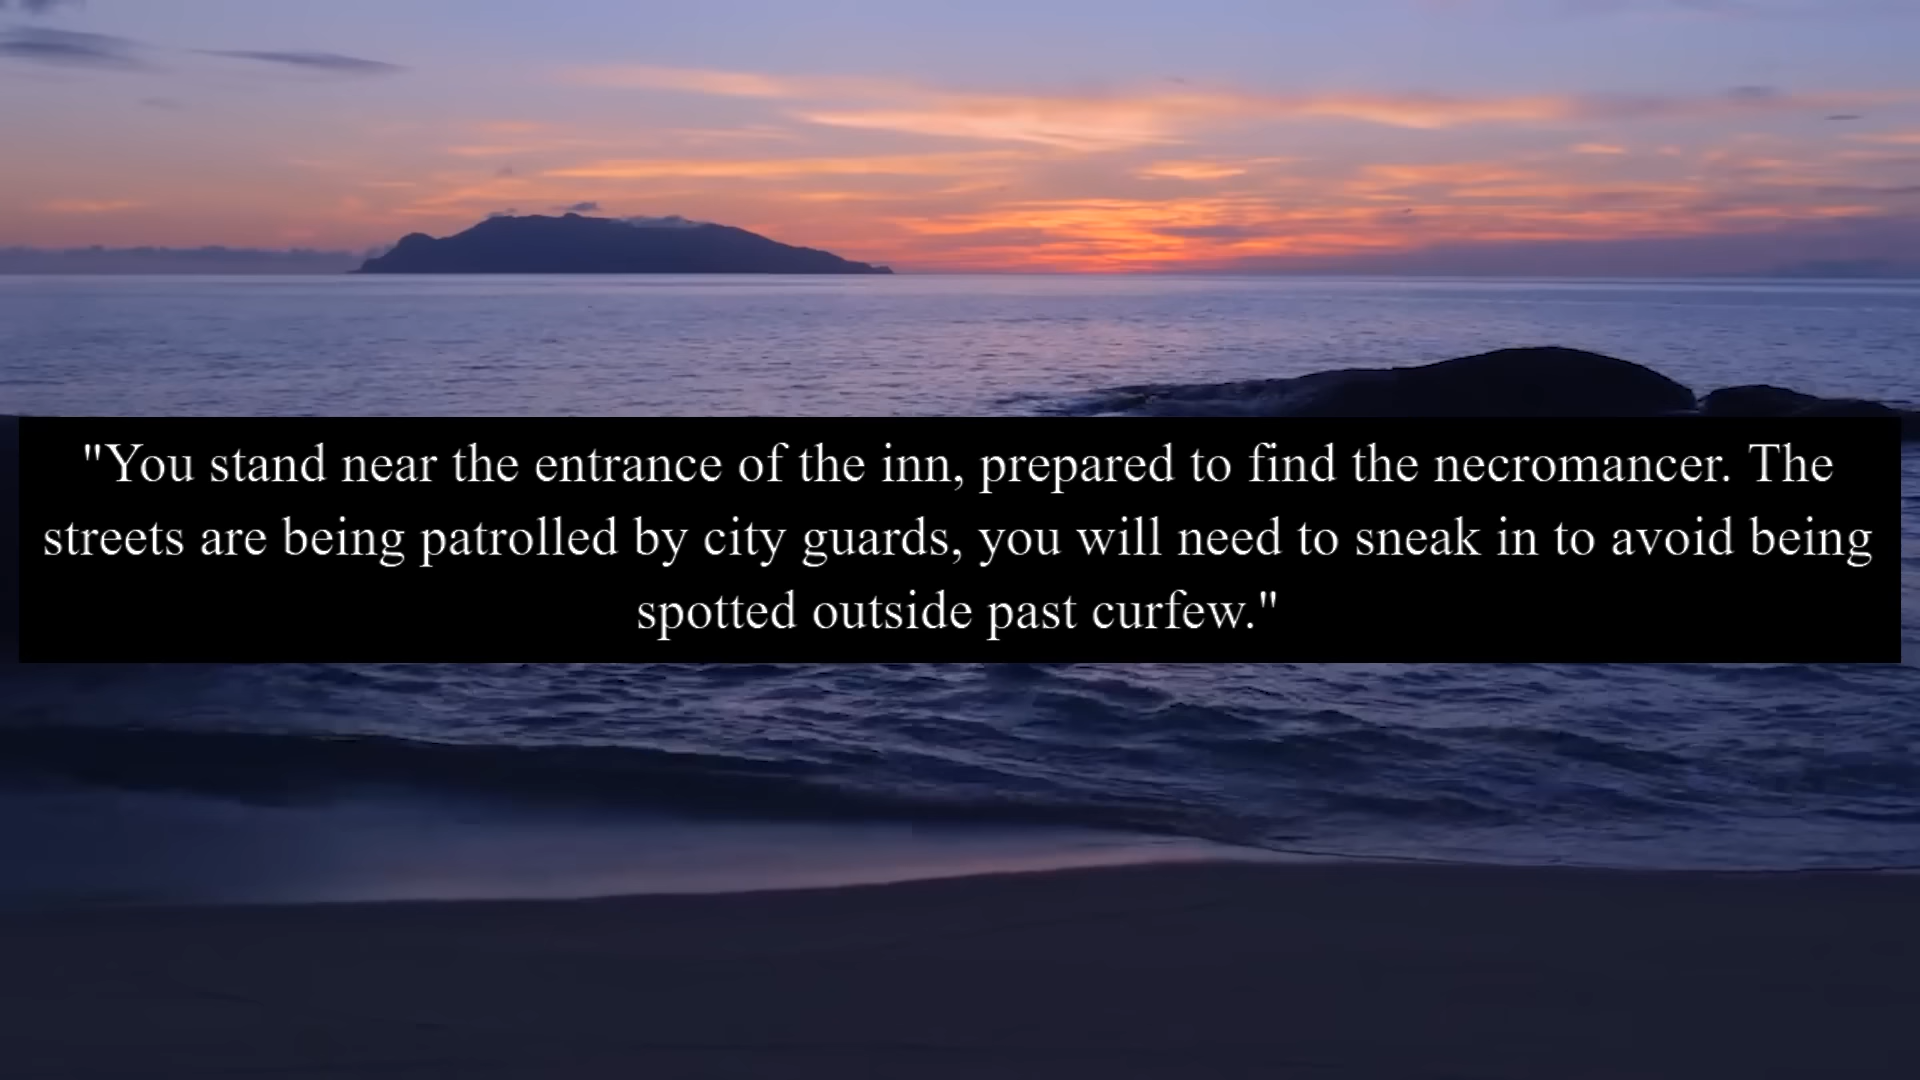 "You stand near the entrance of the inn, prepared to find the necromancer. The
streets are being patrolled by city guards, you will need to sneak in to avoid being
spotted outside past curfew."